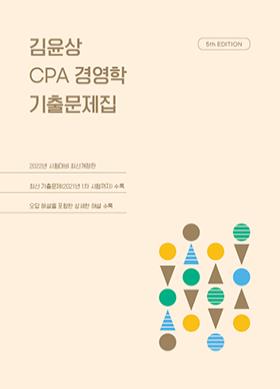 김윤상
5th EDITION
CPA 경영학
기출문제집
2022년 시험대비 최신개정판
최신 기출문제(2021년 1차 시험까지) 수록
오답 해설을 포함한 상세한 해설 수록